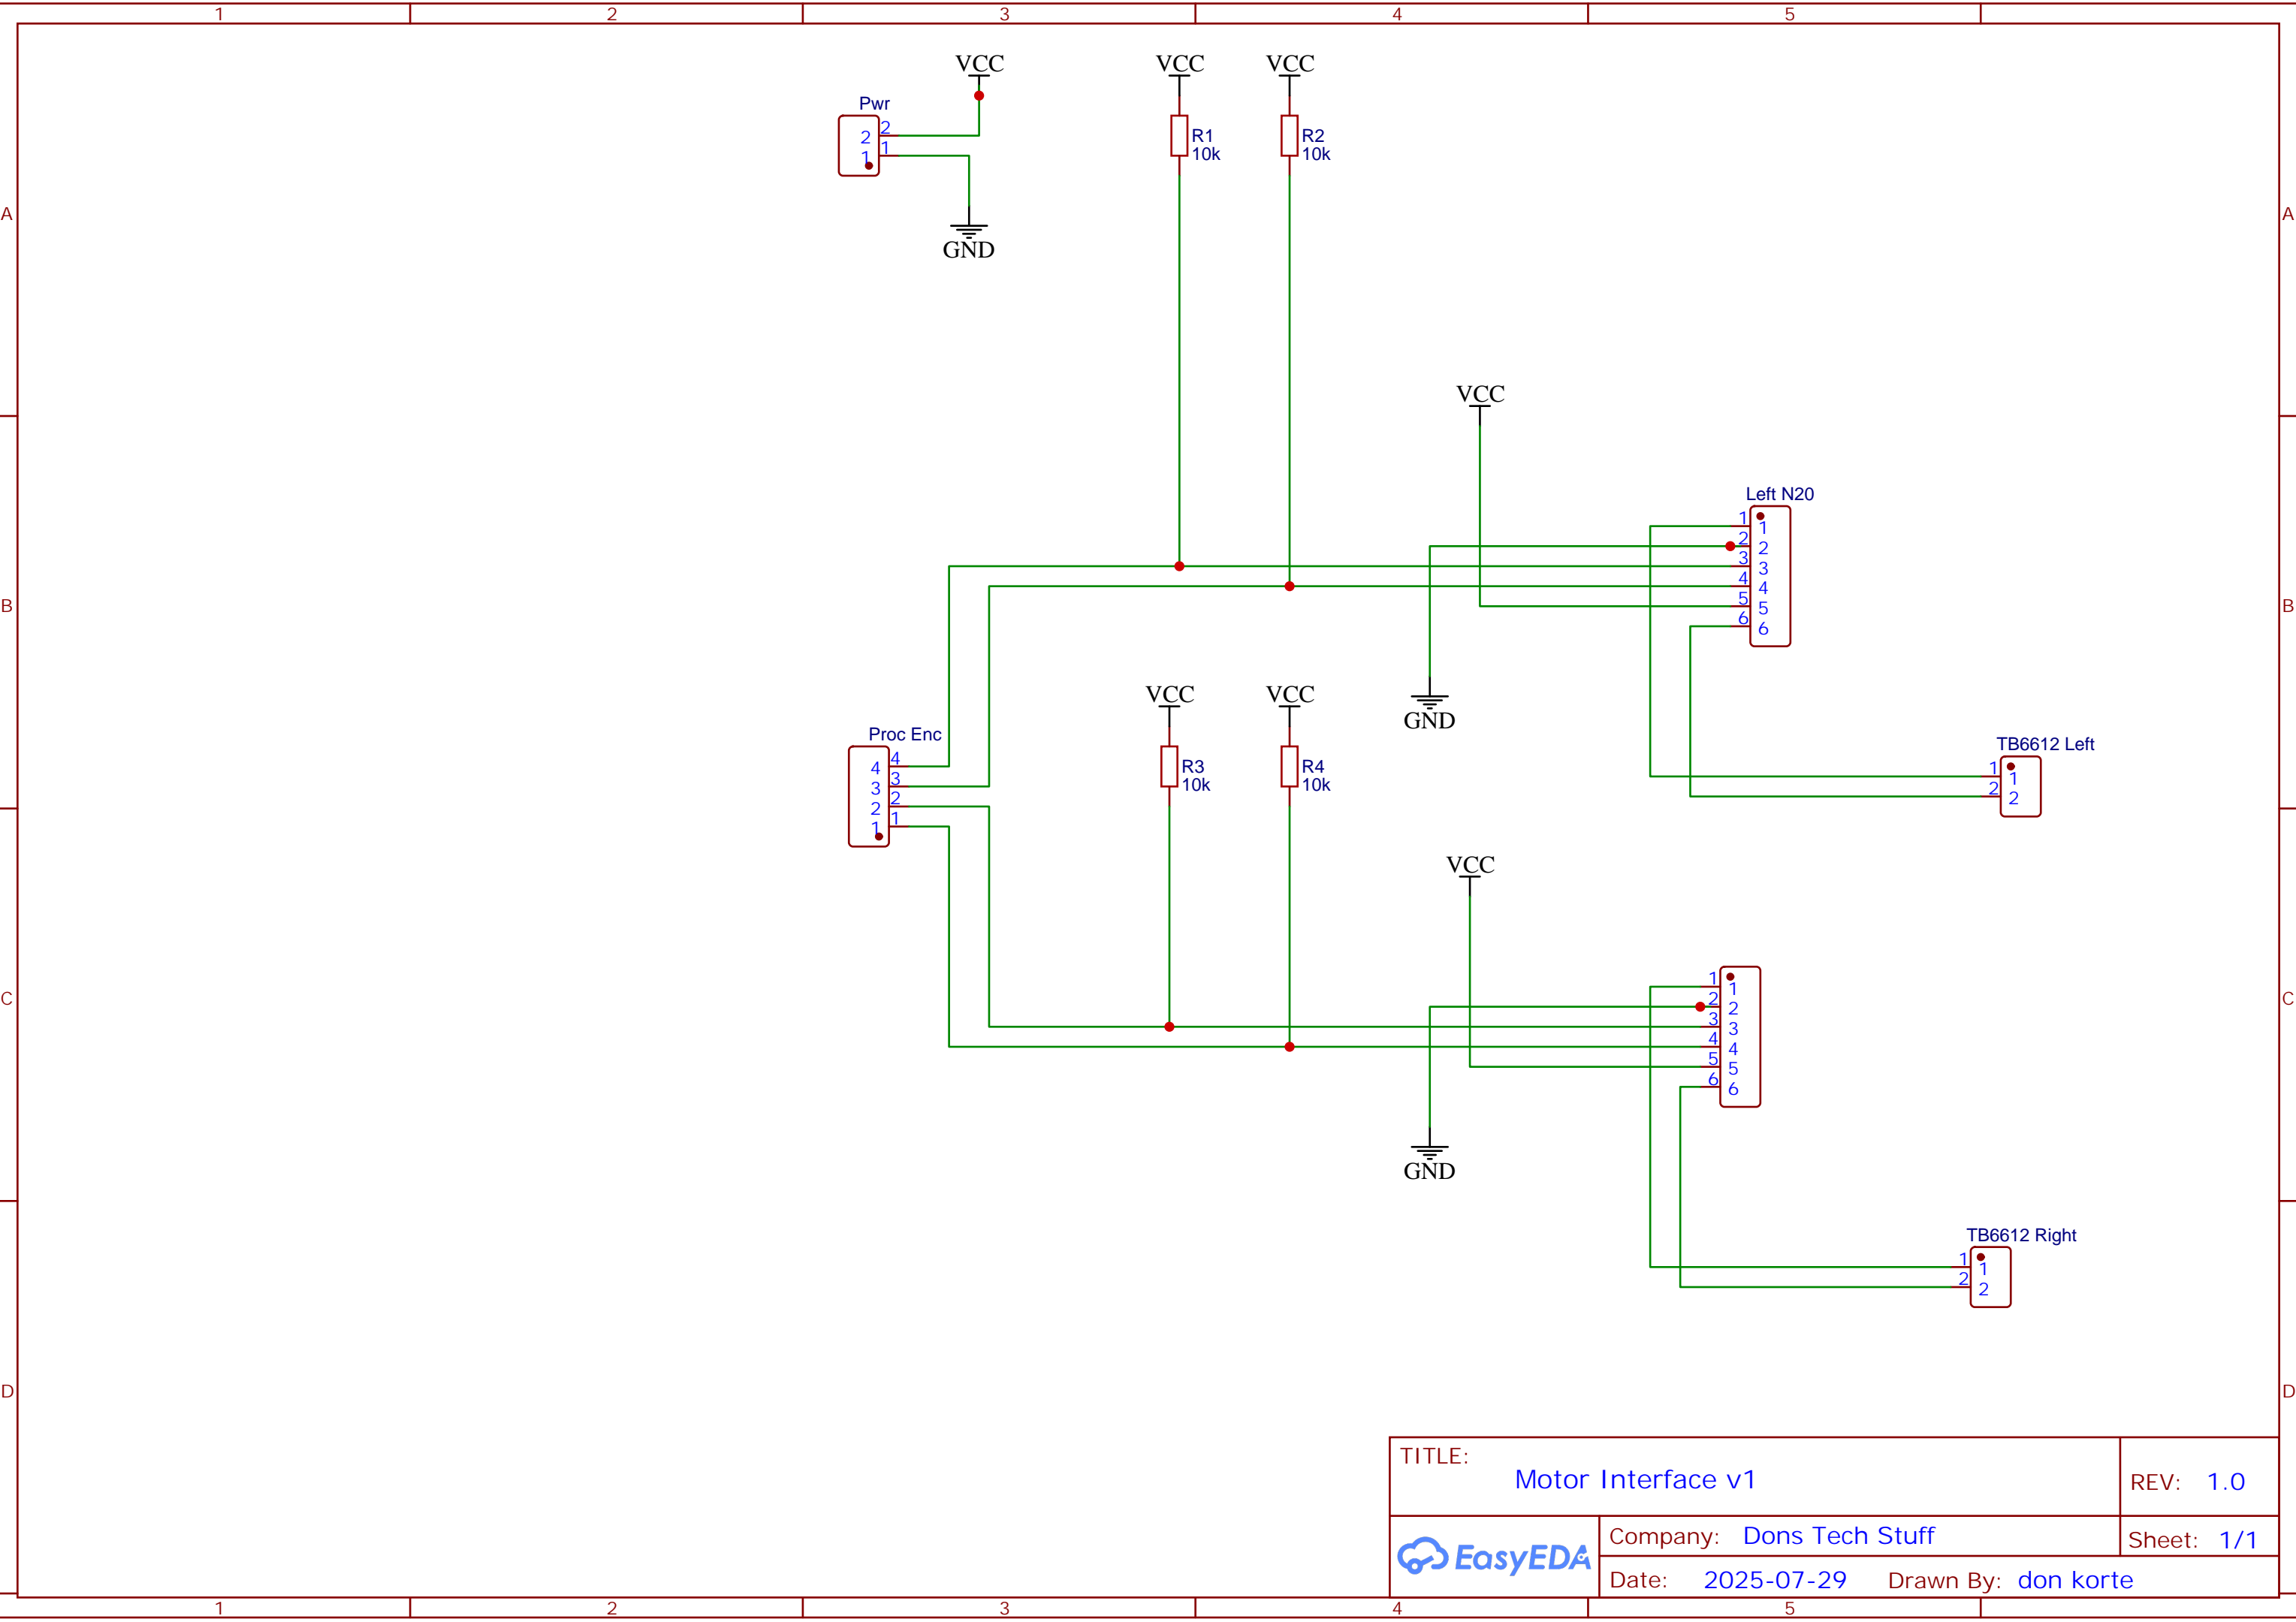 1 2 3 4 5
VCC VCC VCC
Pwr
2 2
1 1
R1
10k
R2
10k
A A
GND
VCC
Left N20
1 1
2 2
3 3
4 4
5 5
6 6
B B
VCC VCC
GND
Proc Enc
4 4
3 3
2 2
1 1
R3
10k
R4
10k
TB6612 Left
1 1
2 2
VCC
1 1
2 2
3 3
4 4
5 5
6 6
C C
GND
TB6612 Right
1 1
2 2
D D
TITLE:
Motor Interface v1
REV: 1.0
EasyEDA
Company: Dons Tech Stuff
Sheet: 1/1
Date: 2025-07-29 Drawn By: don korte
1 2 3 4 5